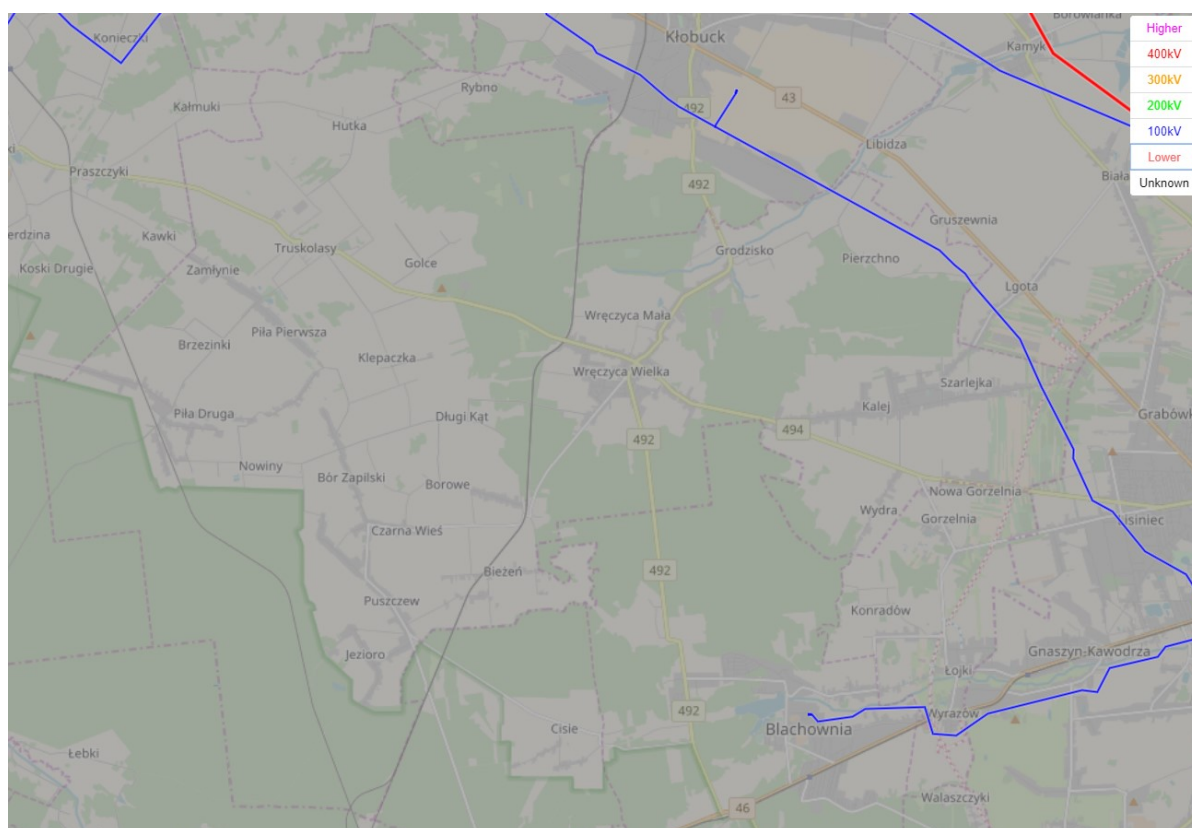 Borowianka
Higher
400kV
300kV
200kV
100kV
Lower
Unknown
Konieczki
Kłobuck
Kamyk
Rybno
Kałmuki
492
43
Hutka
Libidza
Praszczyki
492
Biała
Gruszewnia
Kawki
Truskolasy
Grodzisko
Koski Drugie
Zamłynie
Golce
Pierzchno
Lgota
Wręczyca Mała
Piła Pierwsza
Brzezinki
Klepaczka
Wręczyca Wielka
Szarlejka
Piła Druga
Długi Kąt
Kalej
Grabówk
492
494
Nowiny
Bór Zapilski
Borowe
Nowa Gorzelnia
Wydra
Gorzelnia
Lisiniec
Czarna Wieś
Bieżeń
492
Puszczew
Konradów
Jezioro
Gnaszyn-Kawodrza
Łojki
492
Wyrazów
Cisie
Blachownia
Łebki
Walaszczyki
46